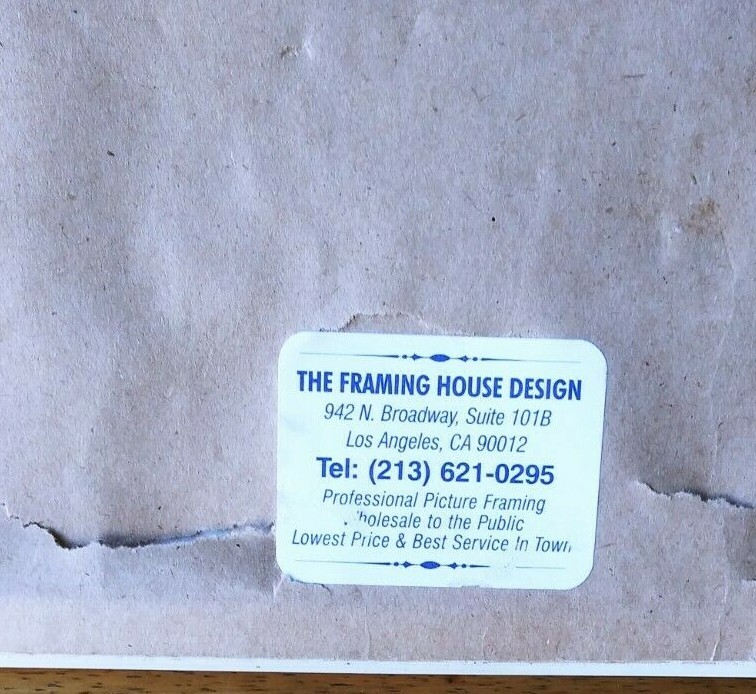 THE FRAMING HOUSE DESIGN
942 N. Broadway, Suite 101B
Los Angeles, CA 90012
Tel: (213) 621-0295
Professional Picture Framing
holesale to the Public
Lowest Price & Best Service In Town